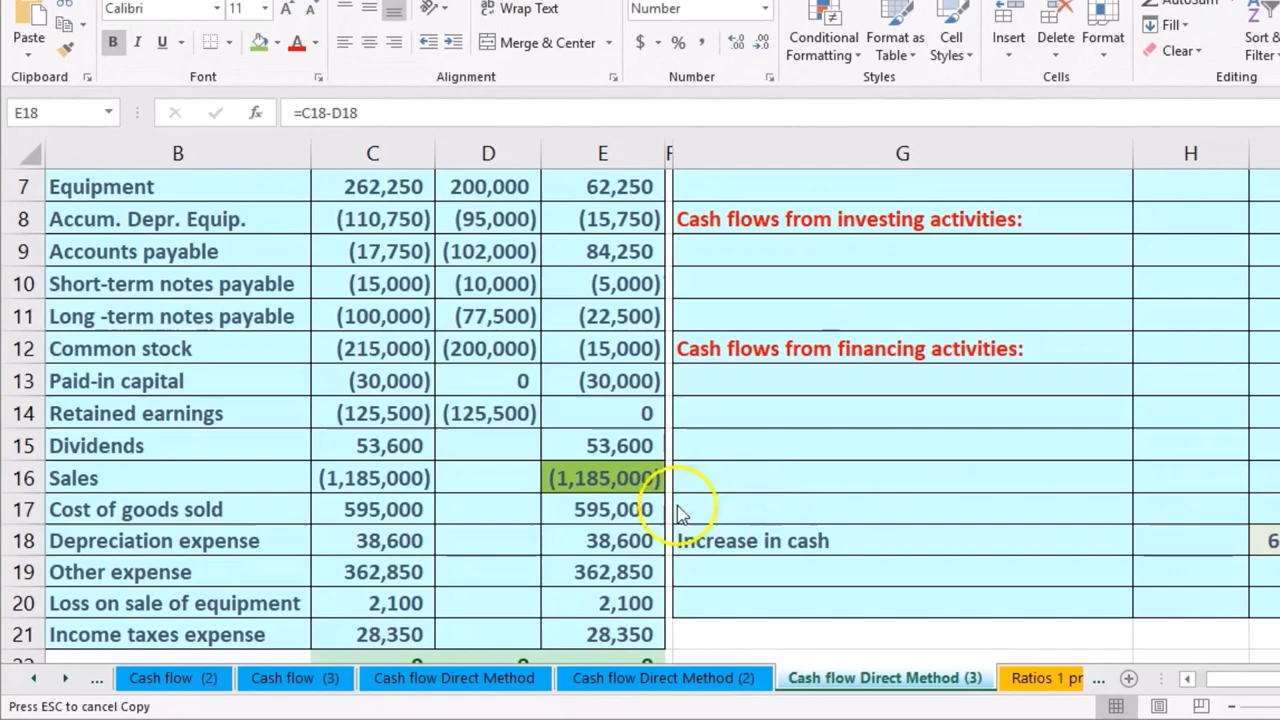 Calibri 11 Wrap Text Number
Paste B I U Merge & Center $ % , Conditional Formatting Format as Table Cell Styles Insert Delete Format AutoSum Fill Clear Sort & Filter
Clipboard Font Alignment Number Styles Cells Editing
E18 fx =C18-D18
B C D E F G H
7 Equipment 262,250 200,000 62,250
8 Accum. Depr. Equip. (110,750) (95,000) (15,750) Cash flows from investing activities:
9 Accounts payable (17,750) (102,000) 84,250
10 Short-term notes payable (15,000) (10,000) (5,000)
11 Long -term notes payable (100,000) (77,500) (22,500)
12 Common stock (215,000) (200,000) (15,000) Cash flows from financing activities:
13 Paid-in capital (30,000) 0 (30,000)
14 Retained earnings (125,500) (125,500) 0
15 Dividends 53,600 53,600
16 Sales (1,185,000) (1,185,000)
17 Cost of goods sold 595,000 595,000
18 Depreciation expense 38,600 38,600 Increase in cash 6
19 Other expense 362,850 362,850
20 Loss on sale of equipment 2,100 2,100
21 Income taxes expense 28,350 28,350
... Cash flow (2) Cash flow (3) Cash flow Direct Method Cash flow Direct Method (2) Cash flow Direct Method (3) Ratios 1 pr ...
Press ESC to cancel Copy